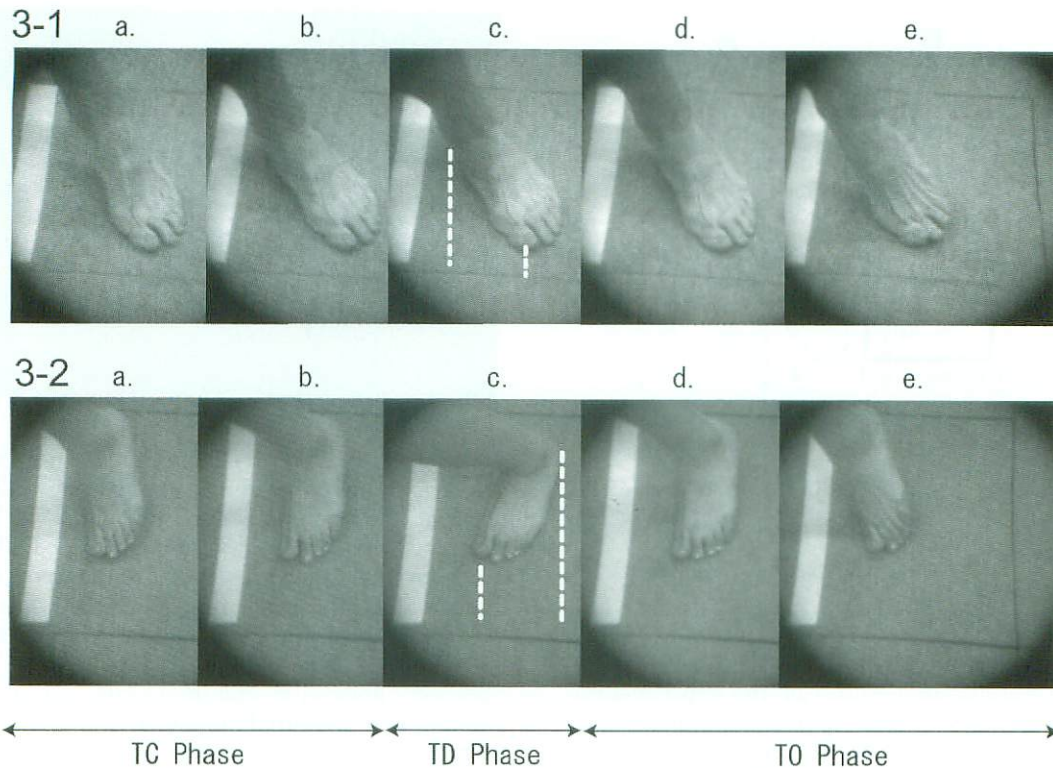 3-1 a. b. c. d. e.
3-2 a. b. c. d. e.
TC Phase TD Phase TO Phase